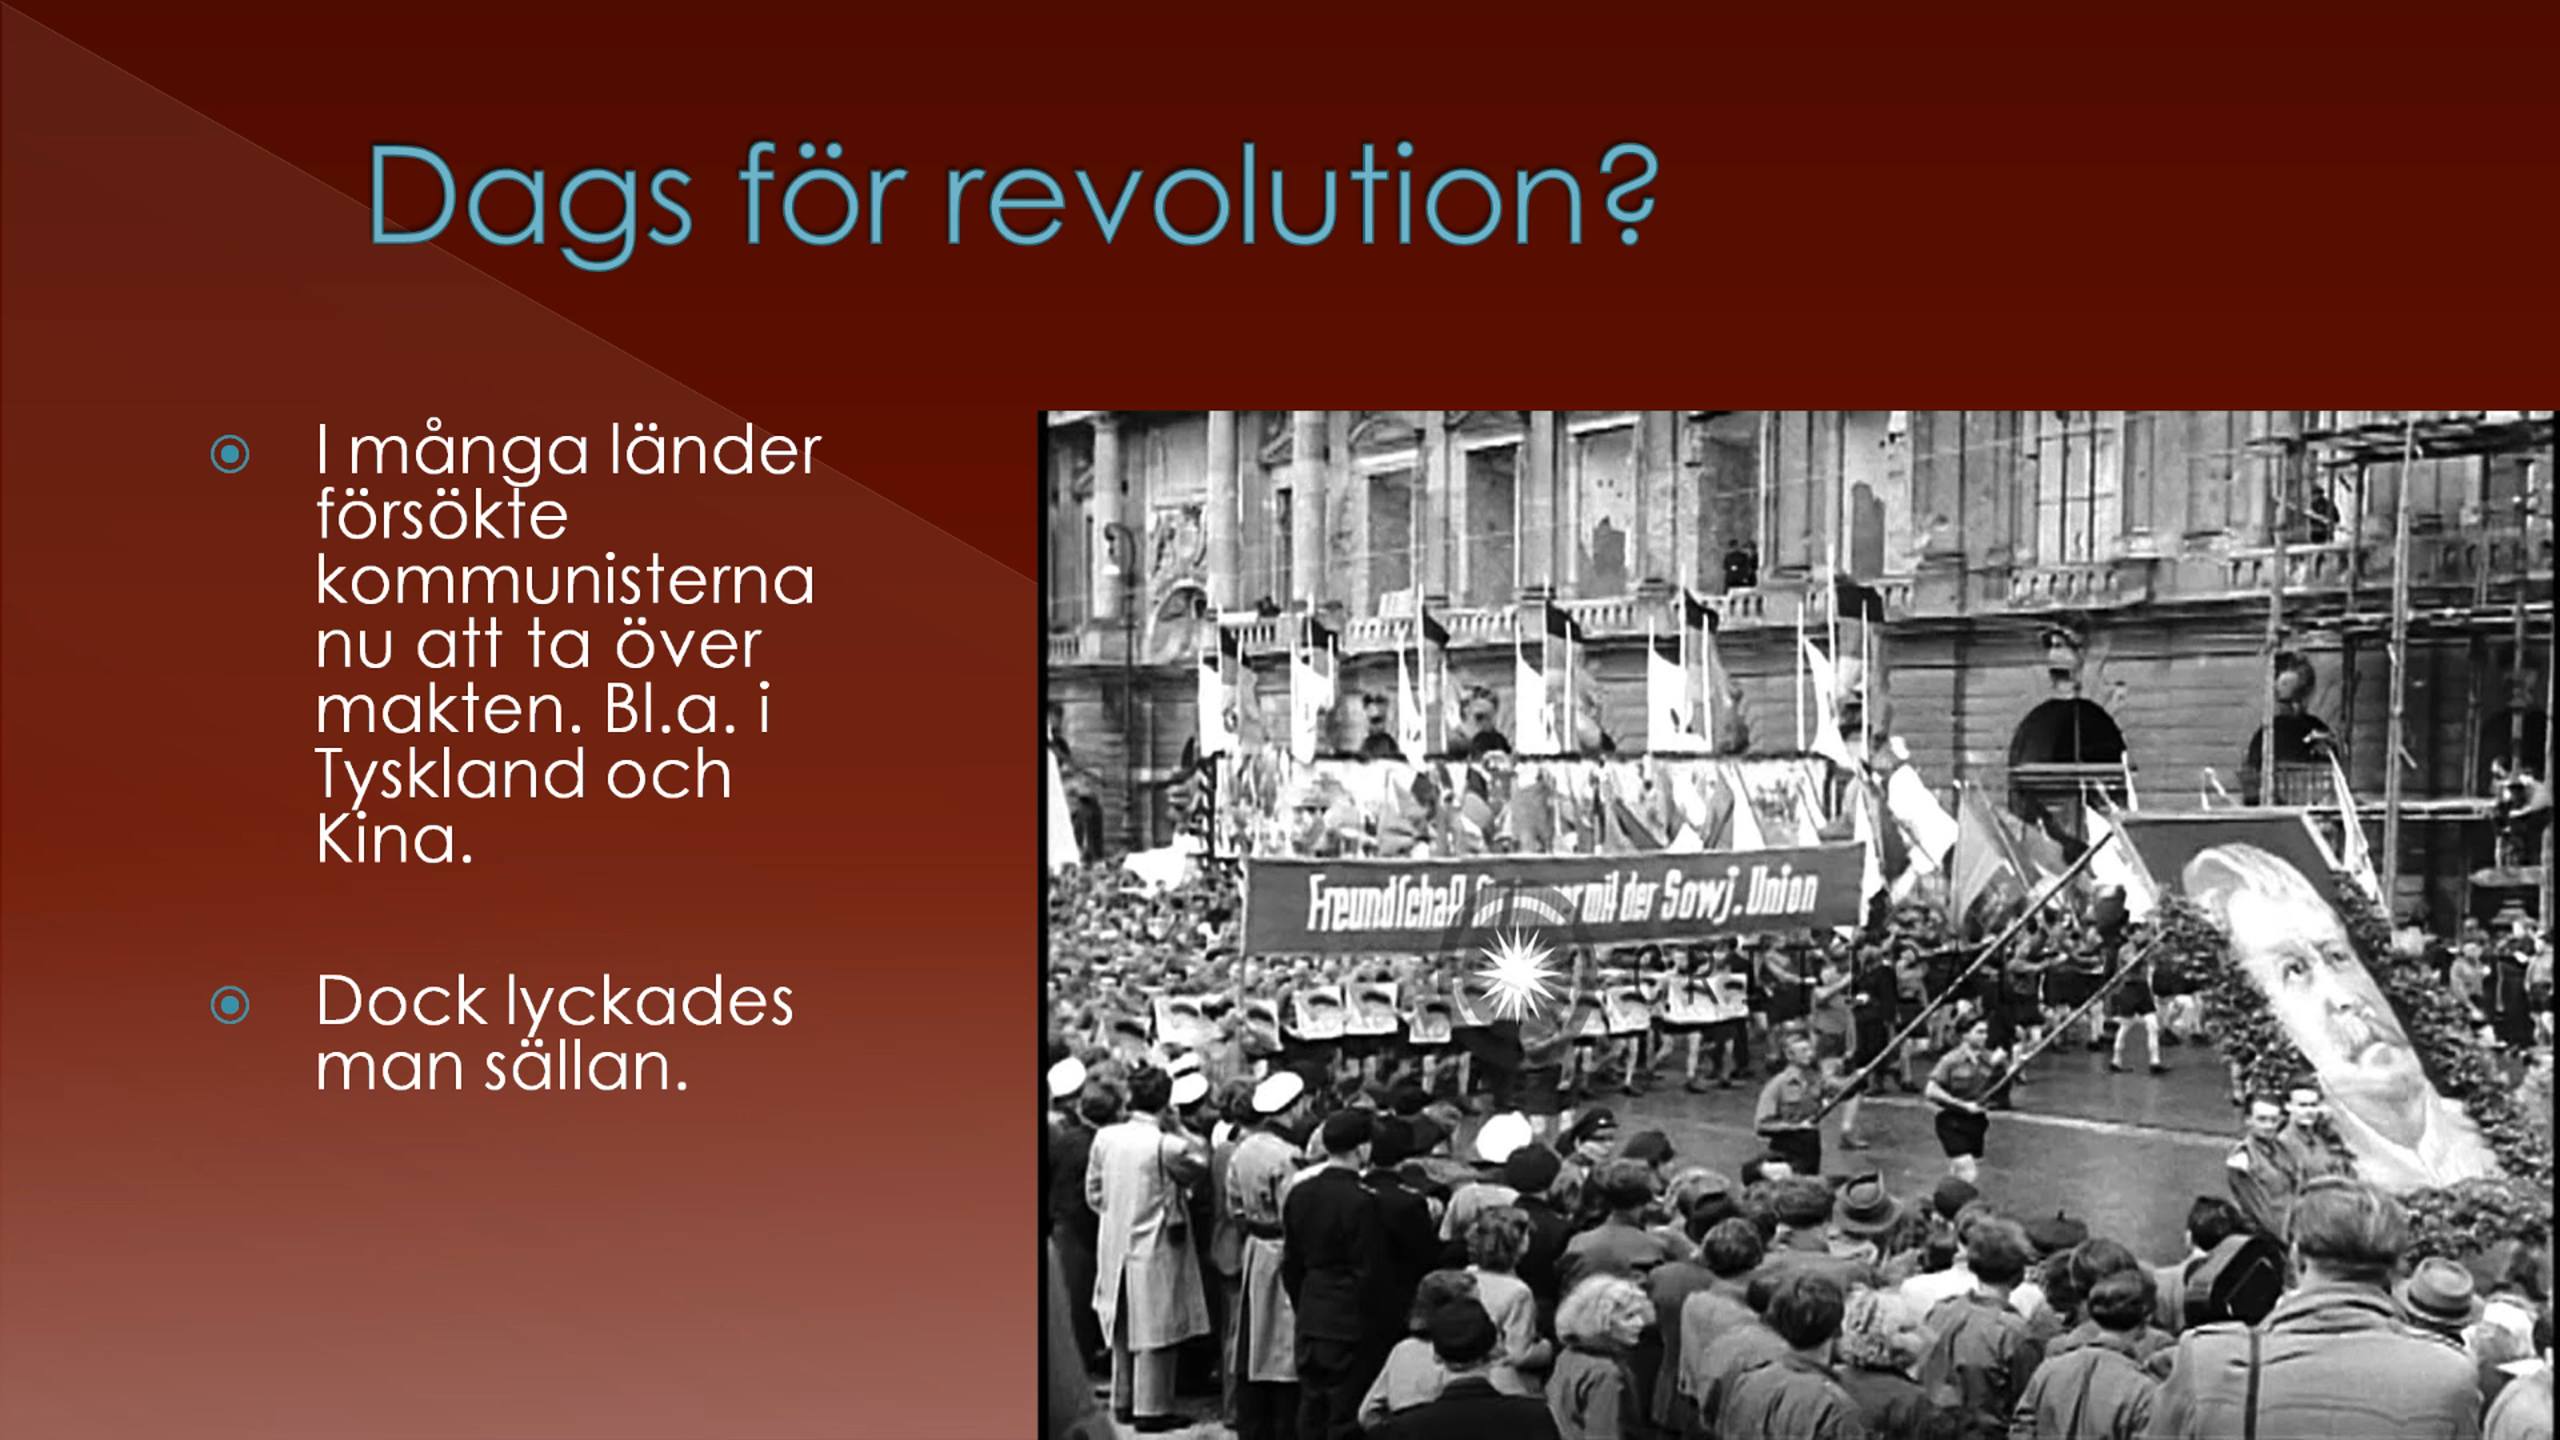 Dags för revolution?
I många länder
försökte
kommunisterna
nu att ta över
makten. Bl.a. i
Tyskland och
Kina.
Dock lyckades
man sällan.
Freundschaft mit der Sowj. Union